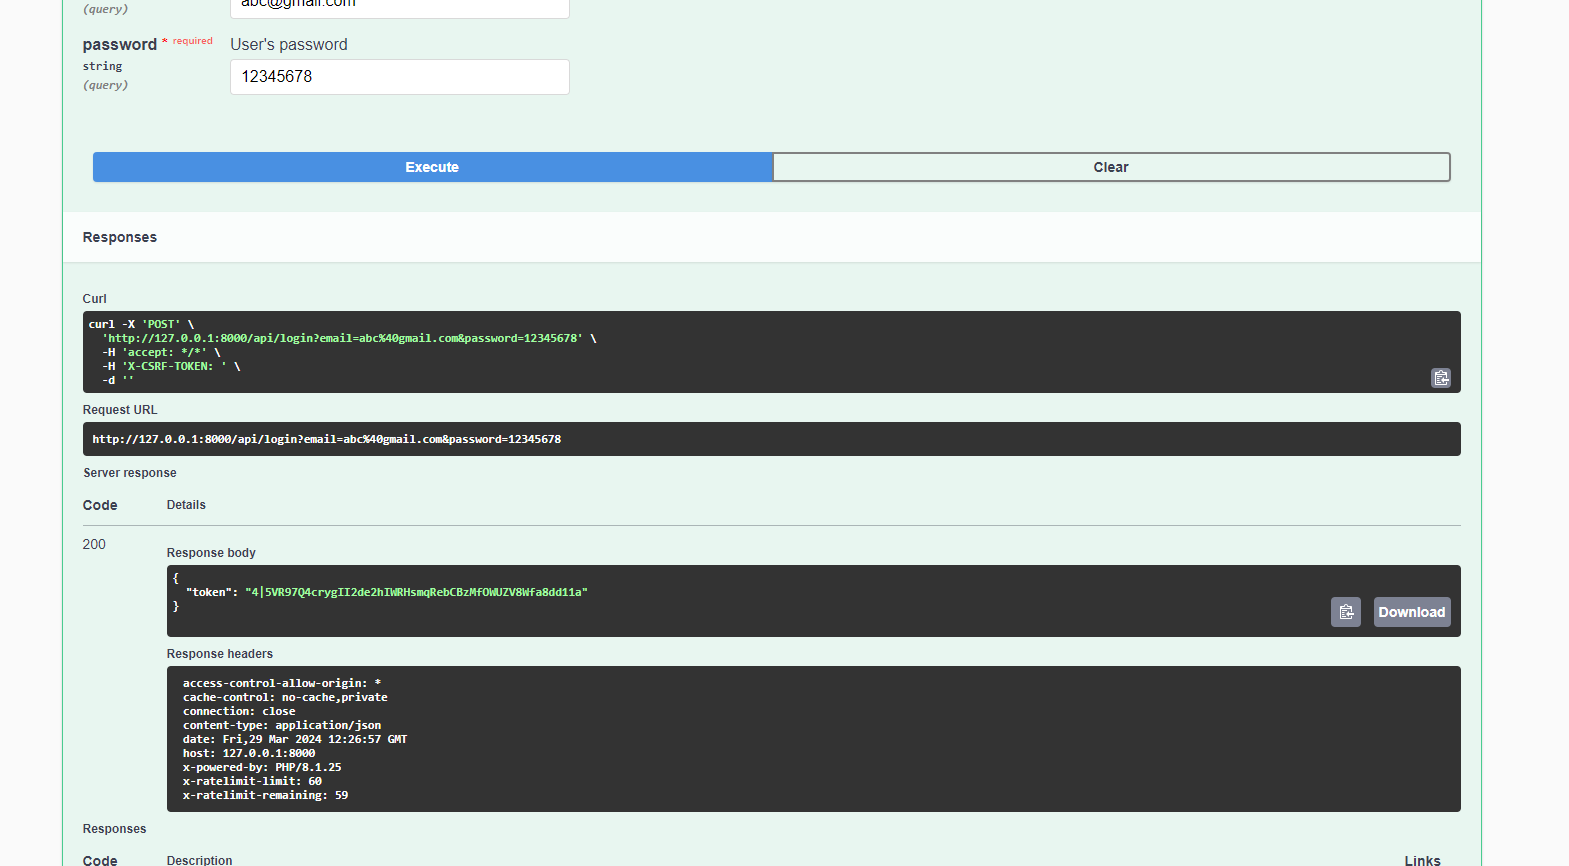 (query)
abc@gmail.com
password * required
User's password
string
(query)
12345678
Execute
Clear
Responses
Curl
curl -X 'POST' \
'http://127.0.0.1:8000/api/login?email=abc%40gmail.com&password=12345678' \
-H 'accept: */*' \
-H 'X-CSRF-TOKEN: ' \
-d ''
Request URL
http://127.0.0.1:8000/api/login?email=abc%40gmail.com&password=12345678
Server response
Code Details
200
Response body
{
"token": "4|5VR97Q4crygII2de2hIWRHsmqRebCBzMfOWUZV8Wfa8dd11a"
}
Download
Response headers
access-control-allow-origin: *
cache-control: no-cache,private
connection: close
content-type: application/json
date: Fri,29 Mar 2024 12:26:57 GMT
host: 127.0.0.1:8000
x-powered-by: PHP/8.1.25
x-ratelimit-limit: 60
x-ratelimit-remaining: 59
Responses
Code Description Links